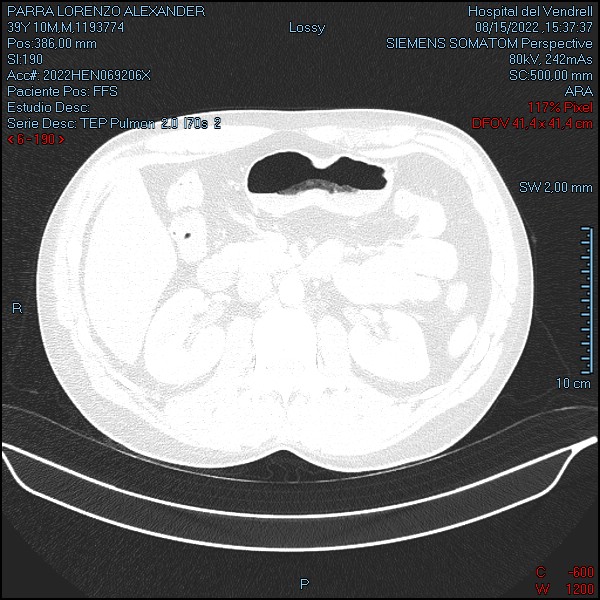 PARRA LORENZO ALEXANDER
39Y 10M,M,1193774
Pos:386,00 mm
SI:190
Acc#: 2022HEN069206X
Paciente Pos: FFS
Estudio Desc:
Serie Desc: TEP Pulmon 2.0 I70s 2
< 6 - 190 >
Lossy
Hospital del Vendrell
08/15/2022 ,15:37:37
SIEMENS SOMATOM Perspective
80kV, 242mAs
SC:500,00 mm
ARA
117% Pixel
DFOV 41,4 x 41,4 cm
SW 2,00 mm
R
10 cm
P
C -600
W 1200